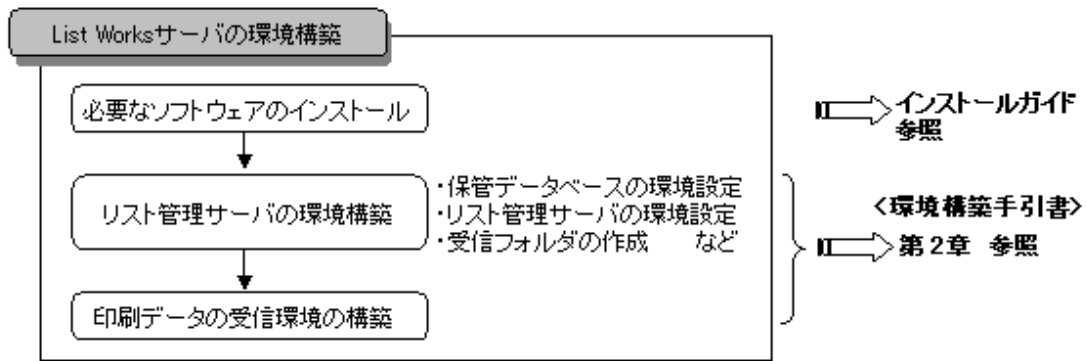 List Worksサーバの環境構築
必要なソフトウェアのインストール
インストールガイド
参照
リスト管理サーバの環境構築
・保管データベースの環境設定
・リスト管理サーバの環境設定
・受信フォルダの作成　　など
<環境構築手引書>
第2章 参照
印刷データの受信環境の構築